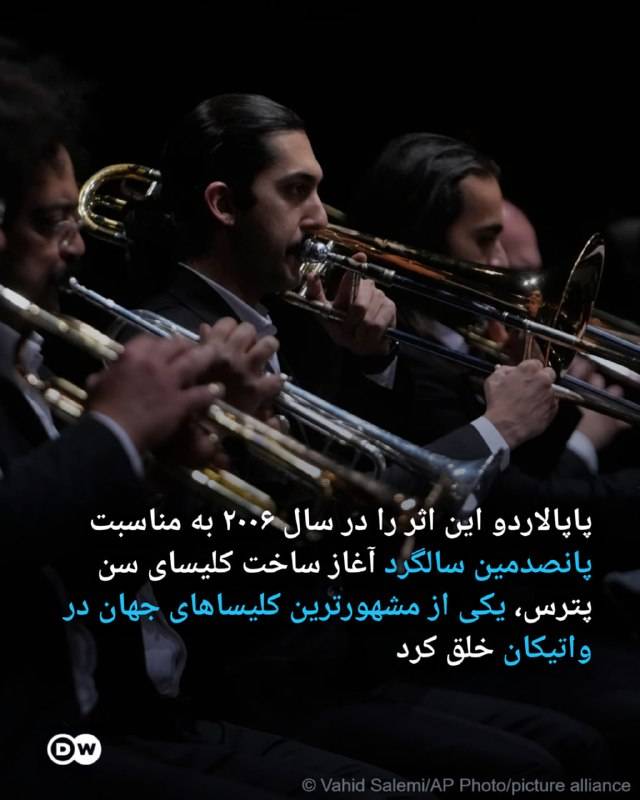 پاپالاردو این اثر را در سال ۲۰۰۶ به مناسبت
پانصدمین سالگرد آغاز ساخت کلیسای سن
پترس، یکی از مشهورترین کلیساهای جهان در
واتیکان خلق کرد
DW
© Vahid Salemi/AP Photo/picture alliance